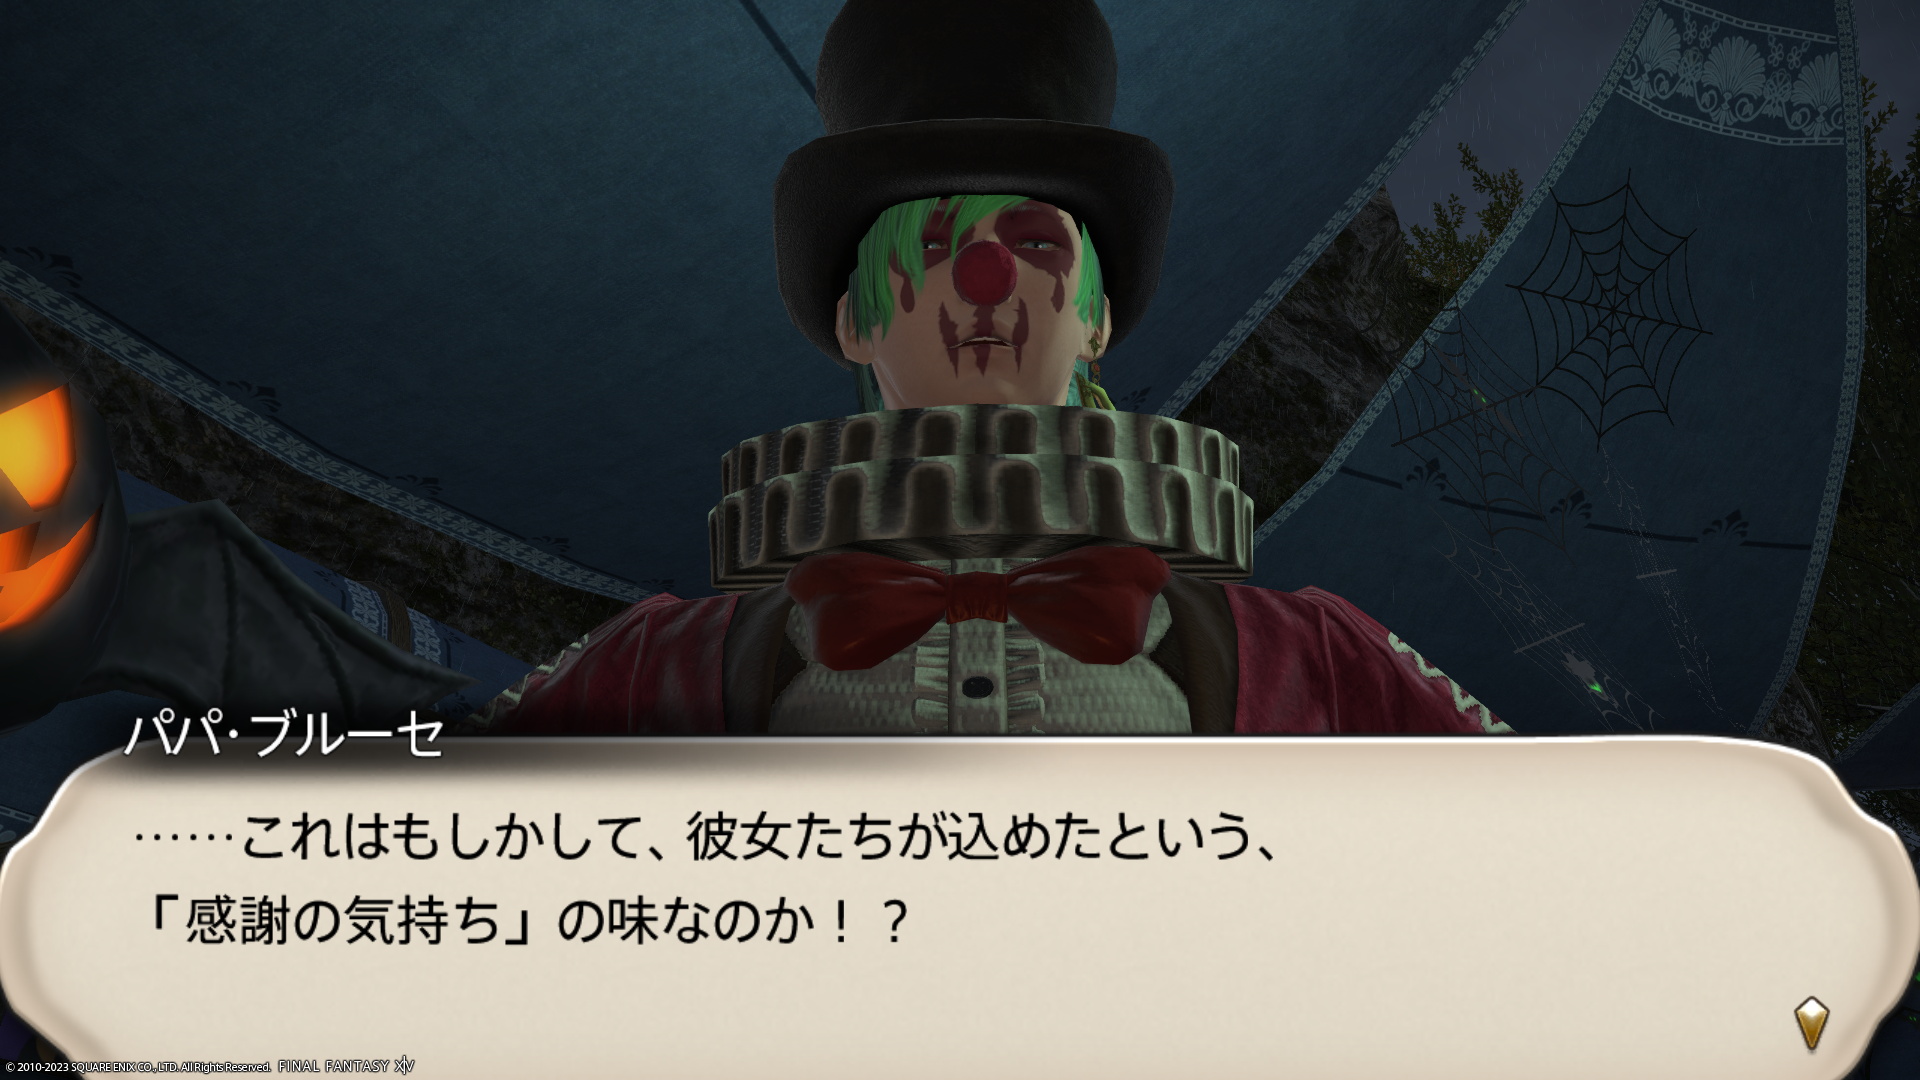 パパ・ブルーセ
……これはもしかして、彼女たちが込めたという、
「感謝の気持ち」の味なのか！？
© 2010-2023 SQUARE ENIX CO., LTD. All Rights Reserved. FINAL FANTASY XIV